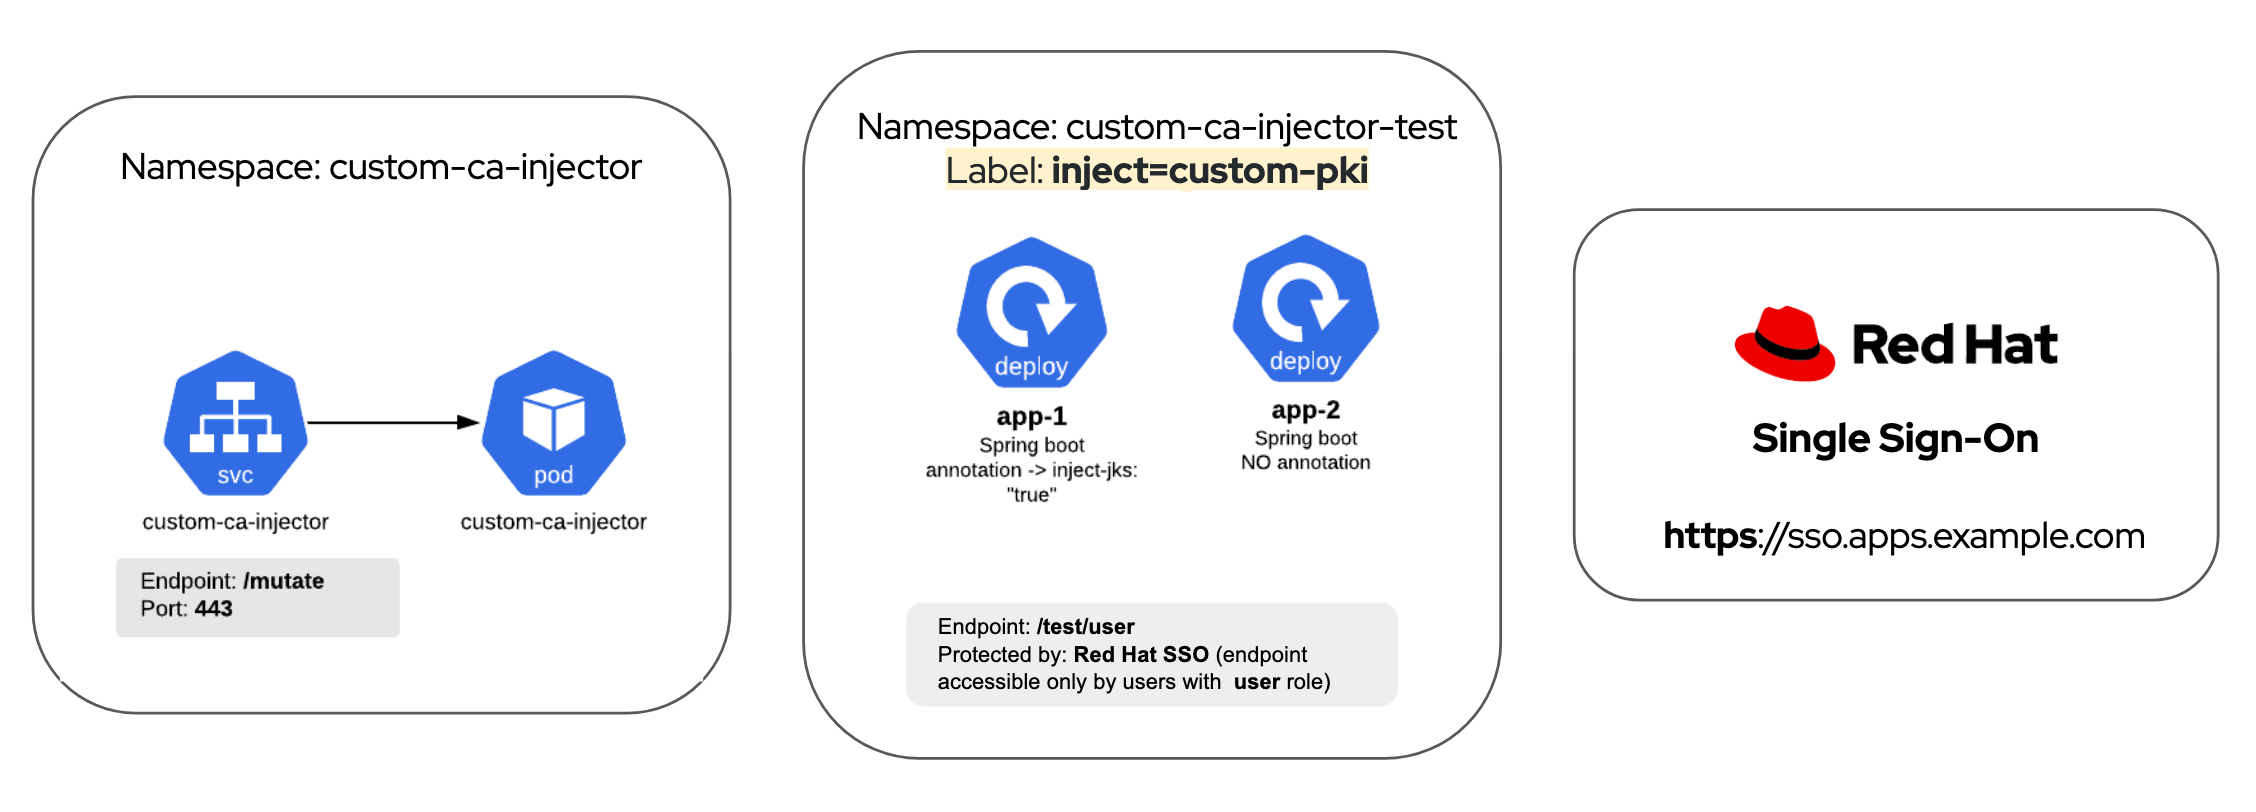 Namespace: custom-ca-injector
svc
pod
custom-ca-injector
custom-ca-injector
Endpoint: /mutate
Port: 443
Namespace: custom-ca-injector-test
Label: inject=custom-pki
deploy
app-1
Spring boot
annotation -> inject-jks:
"true"
deploy
app-2
Spring boot
NO annotation
Endpoint: /test/user
Protected by: Red Hat SSO (endpoint
accessible only by users with user role)
Red Hat
Single Sign-On
https://sso.apps.example.com